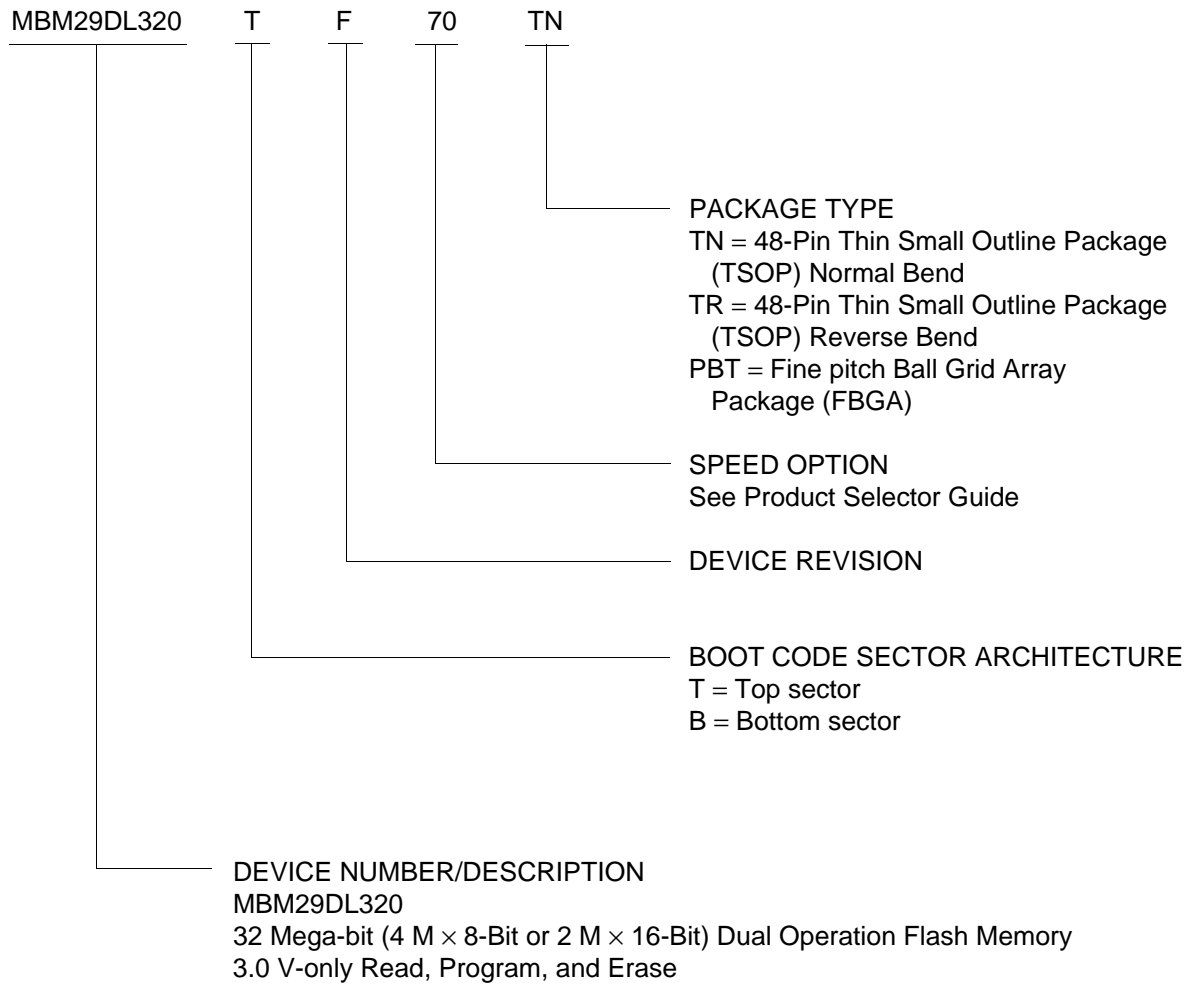 MBM29DL320 T F 70 TN
PACKAGE TYPE
TN = 48-Pin Thin Small Outline Package
(TSOP) Normal Bend
TR = 48-Pin Thin Small Outline Package
(TSOP) Reverse Bend
PBT = Fine pitch Ball Grid Array
Package (FBGA)
SPEED OPTION
See Product Selector Guide
DEVICE REVISION
BOOT CODE SECTOR ARCHITECTURE
T = Top sector
B = Bottom sector
DEVICE NUMBER/DESCRIPTION
MBM29DL320
32 Mega-bit (4 M × 8-Bit or 2 M × 16-Bit) Dual Operation Flash Memory
3.0 V-only Read, Program, and Erase